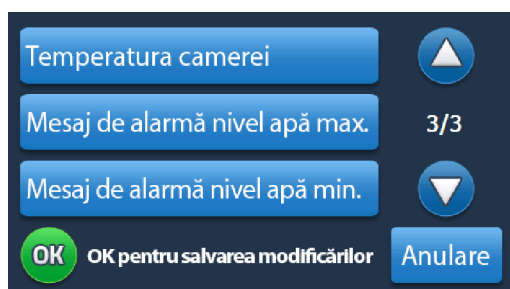 Temperatura camerei
Mesaj de alarmă nivel apă max.
3/3
Mesaj de alarmă nivel apă min.
OK
OK pentru salvarea modificărilor
Anulare